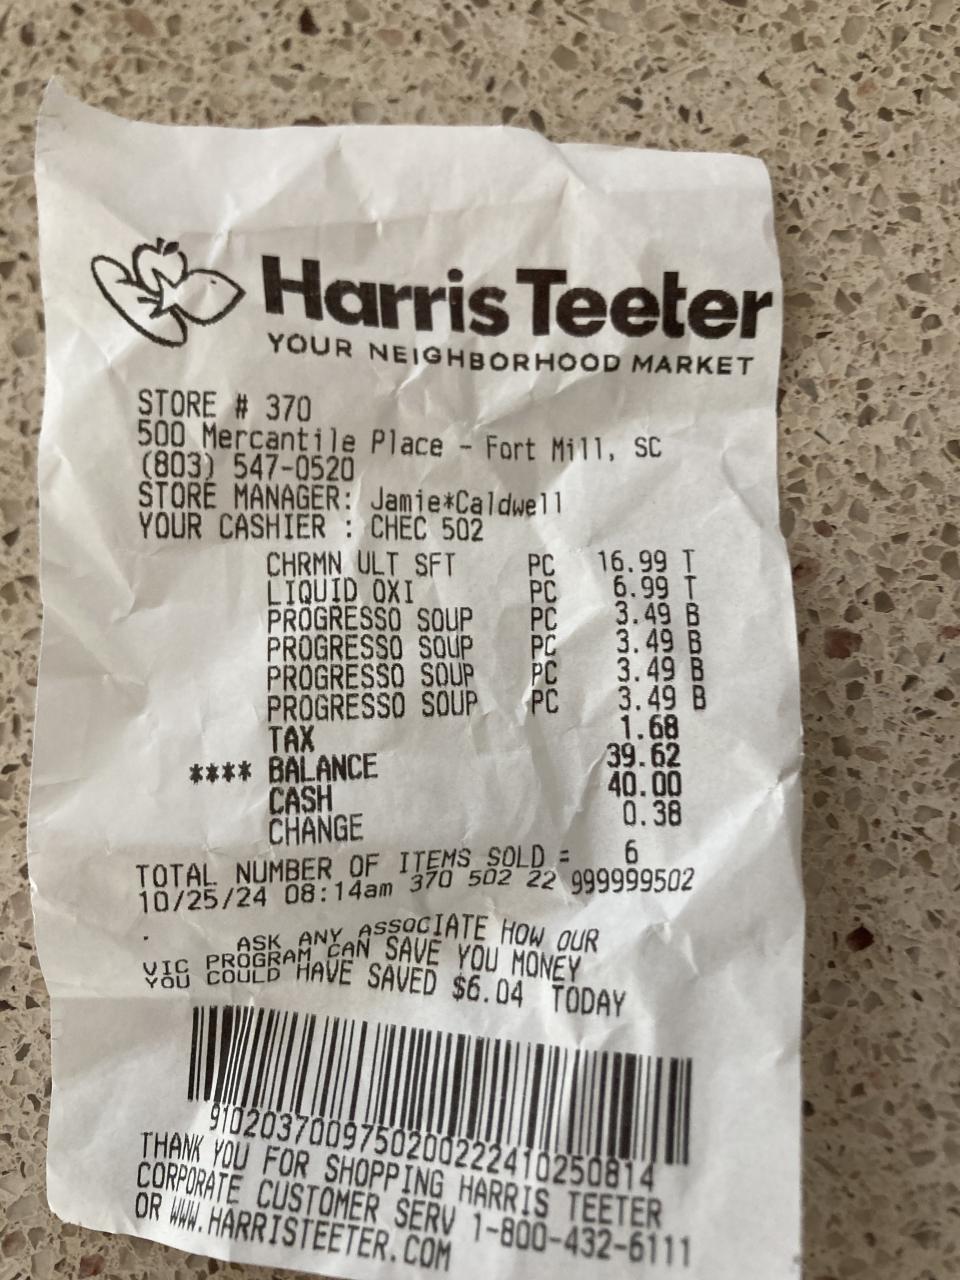 Harris Teeter
YOUR NEIGHBORHOOD MARKET
STORE # 370
500 Mercantile Place - Fort Mill, SC
(803) 547-0520
STORE MANAGER: Jamie*Caldwell
YOUR CASHIER : CHEC 502
CHRMN ULT SFT PC 16.99 T
LIQUID OXI PC 6.99 T
PROGRESSO SOUP PC 3.49 B
PROGRESSO SOUP PC 3.49 B
PROGRESSO SOUP PC 3.49 B
PROGRESSO SOUP PC 3.49 B
TAX 1.68
**** BALANCE 39.62
CASH 40.00
CHANGE 0.38
TOTAL NUMBER OF ITEMS SOLD = 6
10/25/24 08:14am 370 502 22 999999502
ASK ANY ASSOCIATE HOW OUR
VIC PROGRAM CAN SAVE YOU MONEY
YOU COULD HAVE SAVED $6.04 TODAY
9102037009750200222410250814
THANK YOU FOR SHOPPING HARRIS TEETER
CORPORATE CUSTOMER SERV 1-800-432-6111
OR WWW.HARRISTEETER.COM